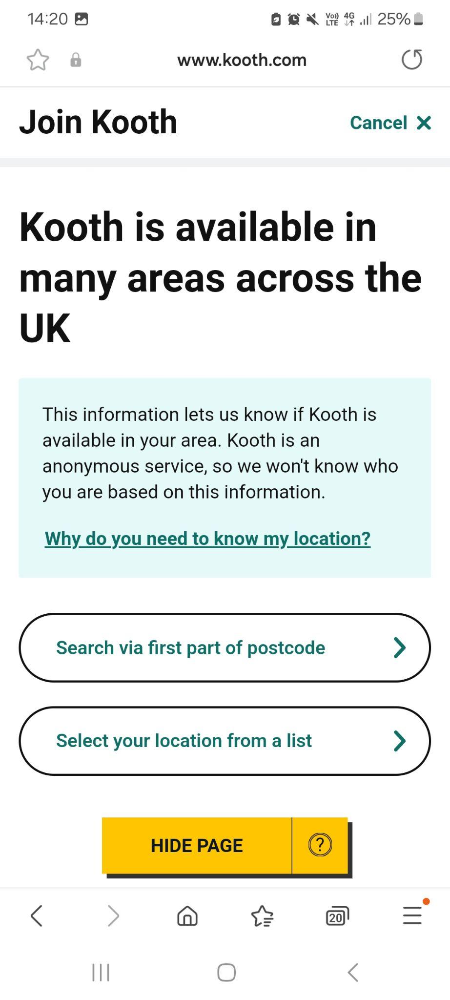 14:20
Vo)) LTE 4G 25%
www.kooth.com
Join Kooth
Cancel
Kooth is available in
many areas across the
UK
This information lets us know if Kooth is
available in your area. Kooth is an
anonymous service, so we won't know who
you are based on this information.
Why do you need to know my location?
Search via first part of postcode
Select your location from a list
HIDE PAGE ?
20